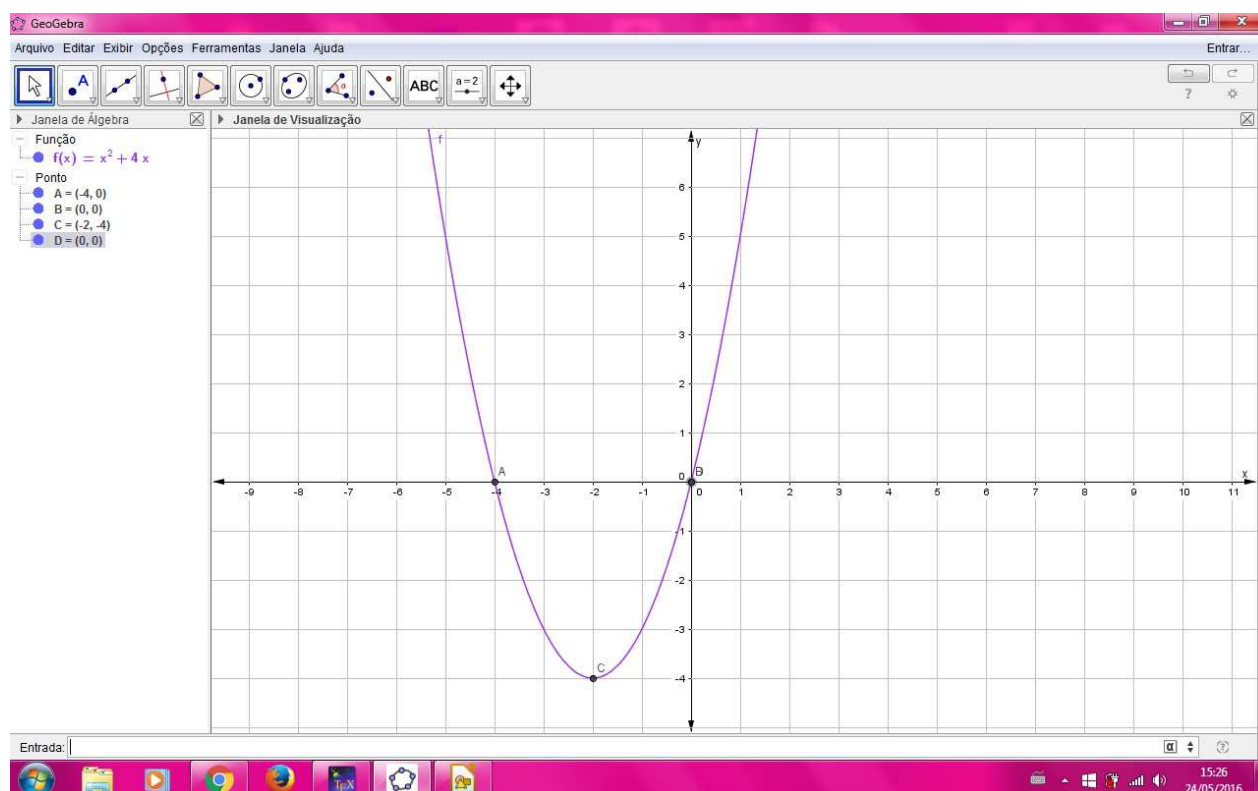 GeoGebra
Arquivo Editar Exibir Opções Ferramentas Janela Ajuda
Entrar...
A
α
ABC
a=2
?
Janela de Álgebra
Janela de Visualização
Função
f(x) = x² + 4 x
Ponto
A = (-4, 0)
B = (0, 0)
C = (-2, -4)
D = (0, 0)
f
y
6
5
4
3
2
1
0
A
B
x
-9 -8 -7 -6 -5 -4 -3 -2 -1 0 1 2 3 4 5 6 7 8 9 10 11
-1
-2
-3
C
-4
Entrada:
α
?
TeX
15:26
24/05/2016